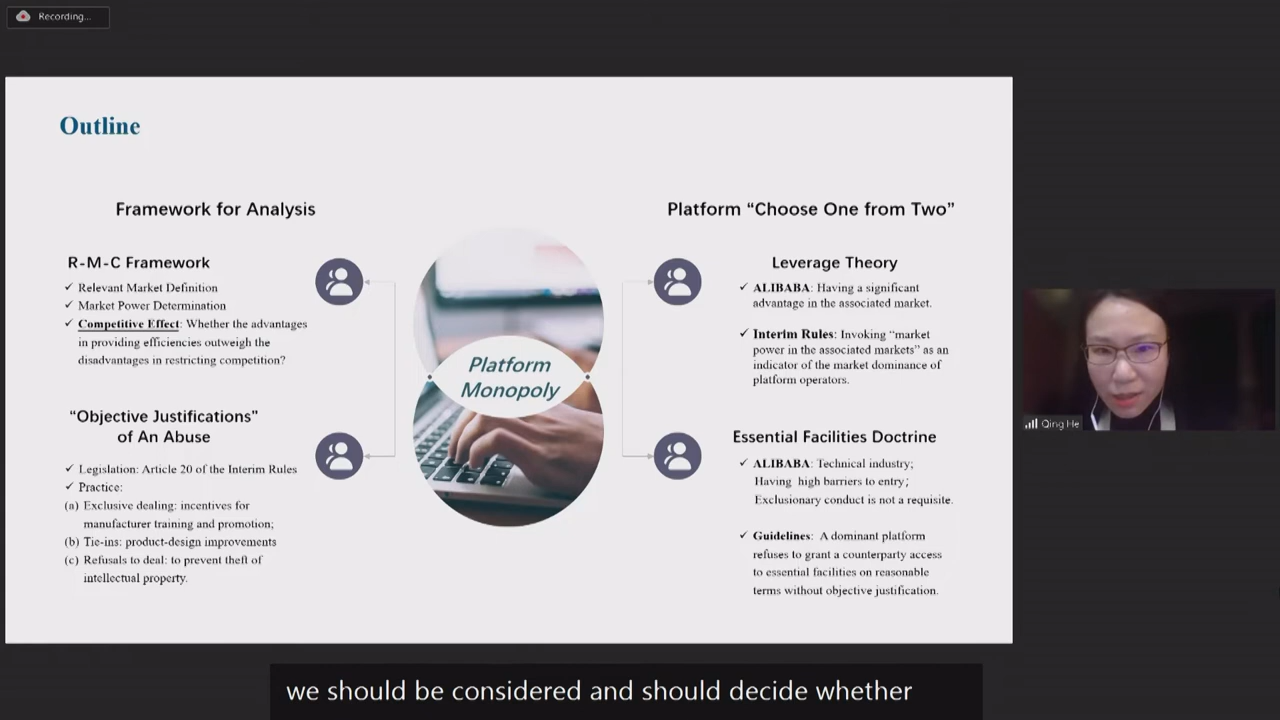 Recording...
Outline
Framework for Analysis
R-M-C Framework
✓ Relevant Market Definition
✓ Market Power Determination
✓ Competitive Effect: Whether the advantages
in providing efficiencies outweigh the
disadvantages in restricting competition?
“Objective Justifications”
of An Abuse
✓ Legislation: Article 20 of the Interim Rules
✓ Practice:
(a) Exclusive dealing: incentives for
manufacturer training and promotion;
(b) Tie-ins: product-design improvements
(c) Refusals to deal: to prevent theft of
intellectual property.
Platform
Monopoly
Platform “Choose One from Two”
Leverage Theory
✓ ALIBABA: Having a significant
advantage in the associated market.
✓ Interim Rules: Invoking “market
power in the associated markets” as an
indicator of the market dominance of
platform operators.
Essential Facilities Doctrine
✓ ALIBABA: Technical industry;
Having high barriers to entry;
Exclusionary conduct is not a requisite.
✓ Guidelines: A dominant platform
refuses to grant a counterparty access
to essential facilities on reasonable
terms without objective justification.
Qing He
we should be considered and should decide whether